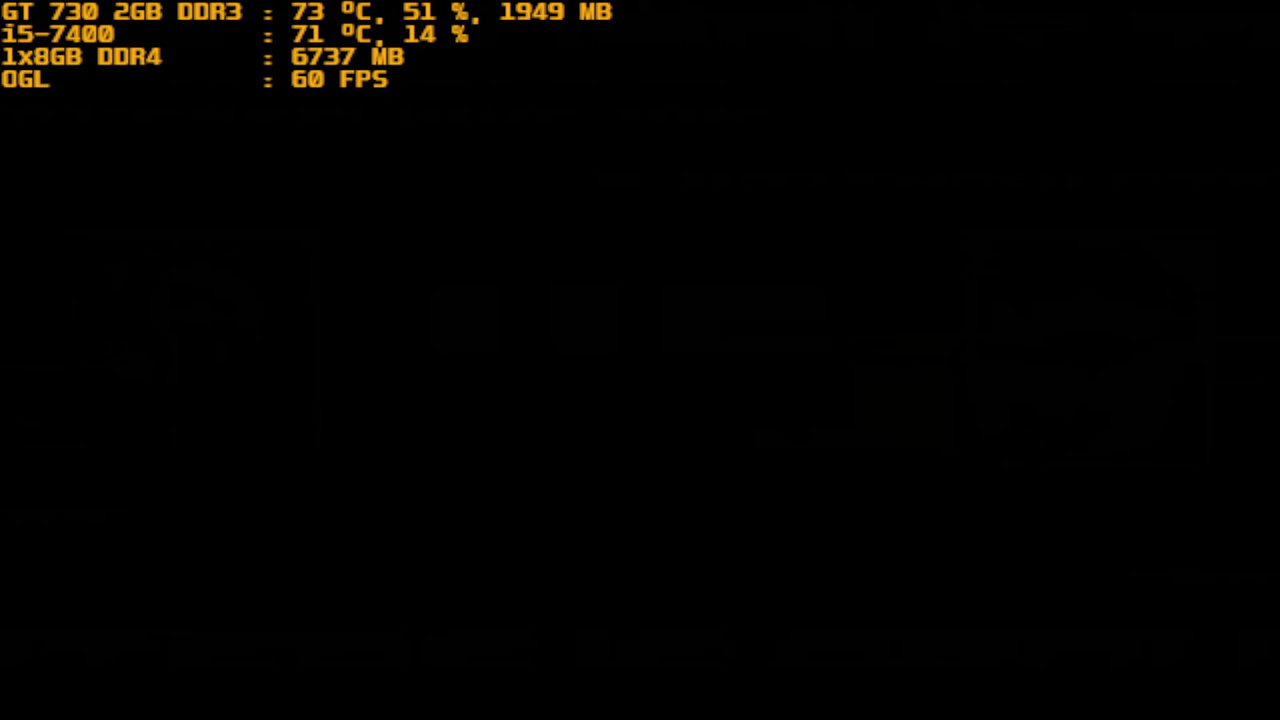 GT 730 2GB DDR3 : 73 ºC, 51 %, 1949 MB
i5-7400 : 71 ºC, 14 %
1x8GB DDR4 : 6737 MB
OGL : 60 FPS